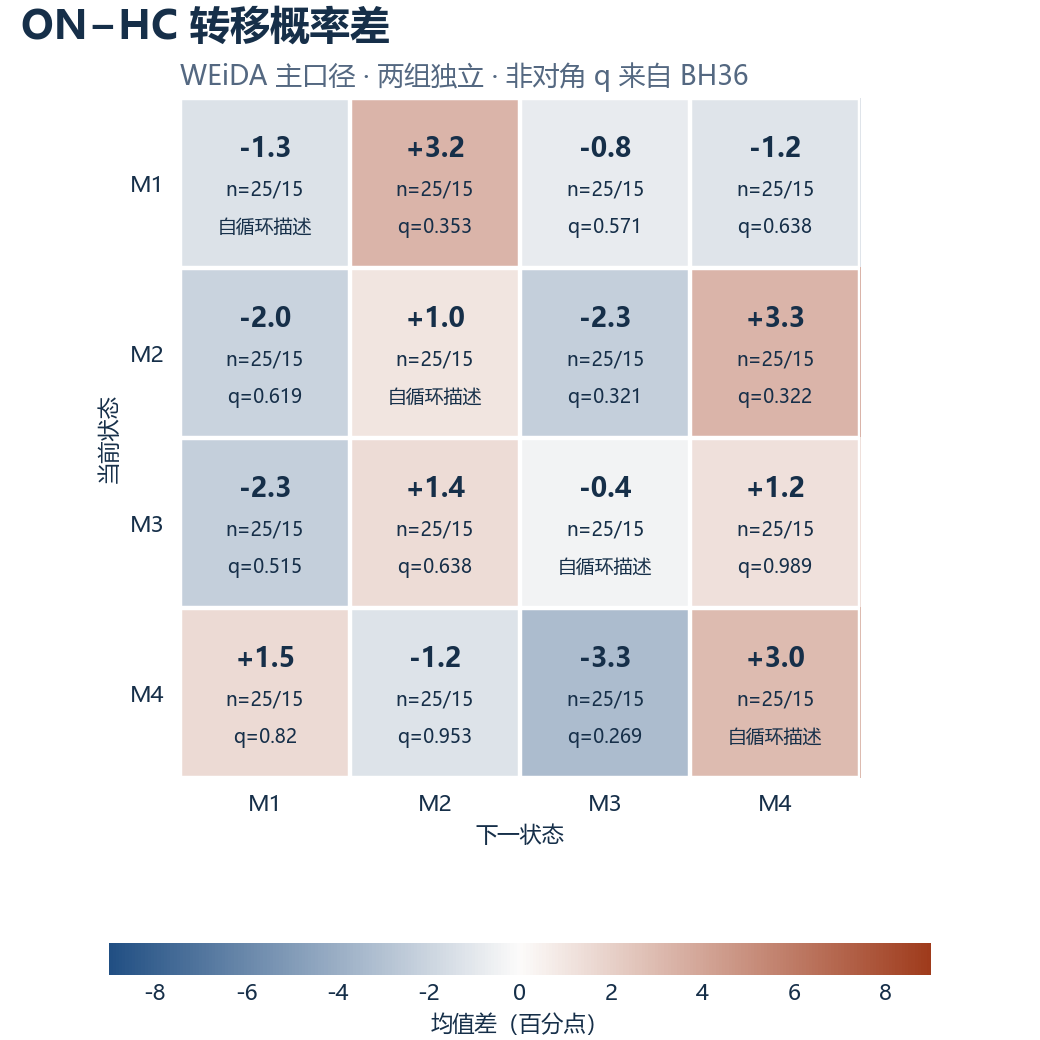 ON−HC 转移概率差
WEiDA 主口径 · 两组独立 · 非对角 q 来自 BH36
-1.3 +3.2 -0.8 -1.2
M1 n=25/15 n=25/15 n=25/15 n=25/15
自循环描述 q=0.353 q=0.571 q=0.638
-2.0 +1.0 -2.3 +3.3
M2 n=25/15 n=25/15 n=25/15 n=25/15
q=0.619 自循环描述 q=0.321 q=0.322
当前状态
-2.3 +1.4 -0.4 +1.2
M3 n=25/15 n=25/15 n=25/15 n=25/15
q=0.515 q=0.638 自循环描述 q=0.989
+1.5 -1.2 -3.3 +3.0
M4 n=25/15 n=25/15 n=25/15 n=25/15
q=0.82 q=0.953 q=0.269 自循环描述
M1 M2 M3 M4
下一状态
-8 -6 -4 -2 0 2 4 6 8
均值差（百分点）